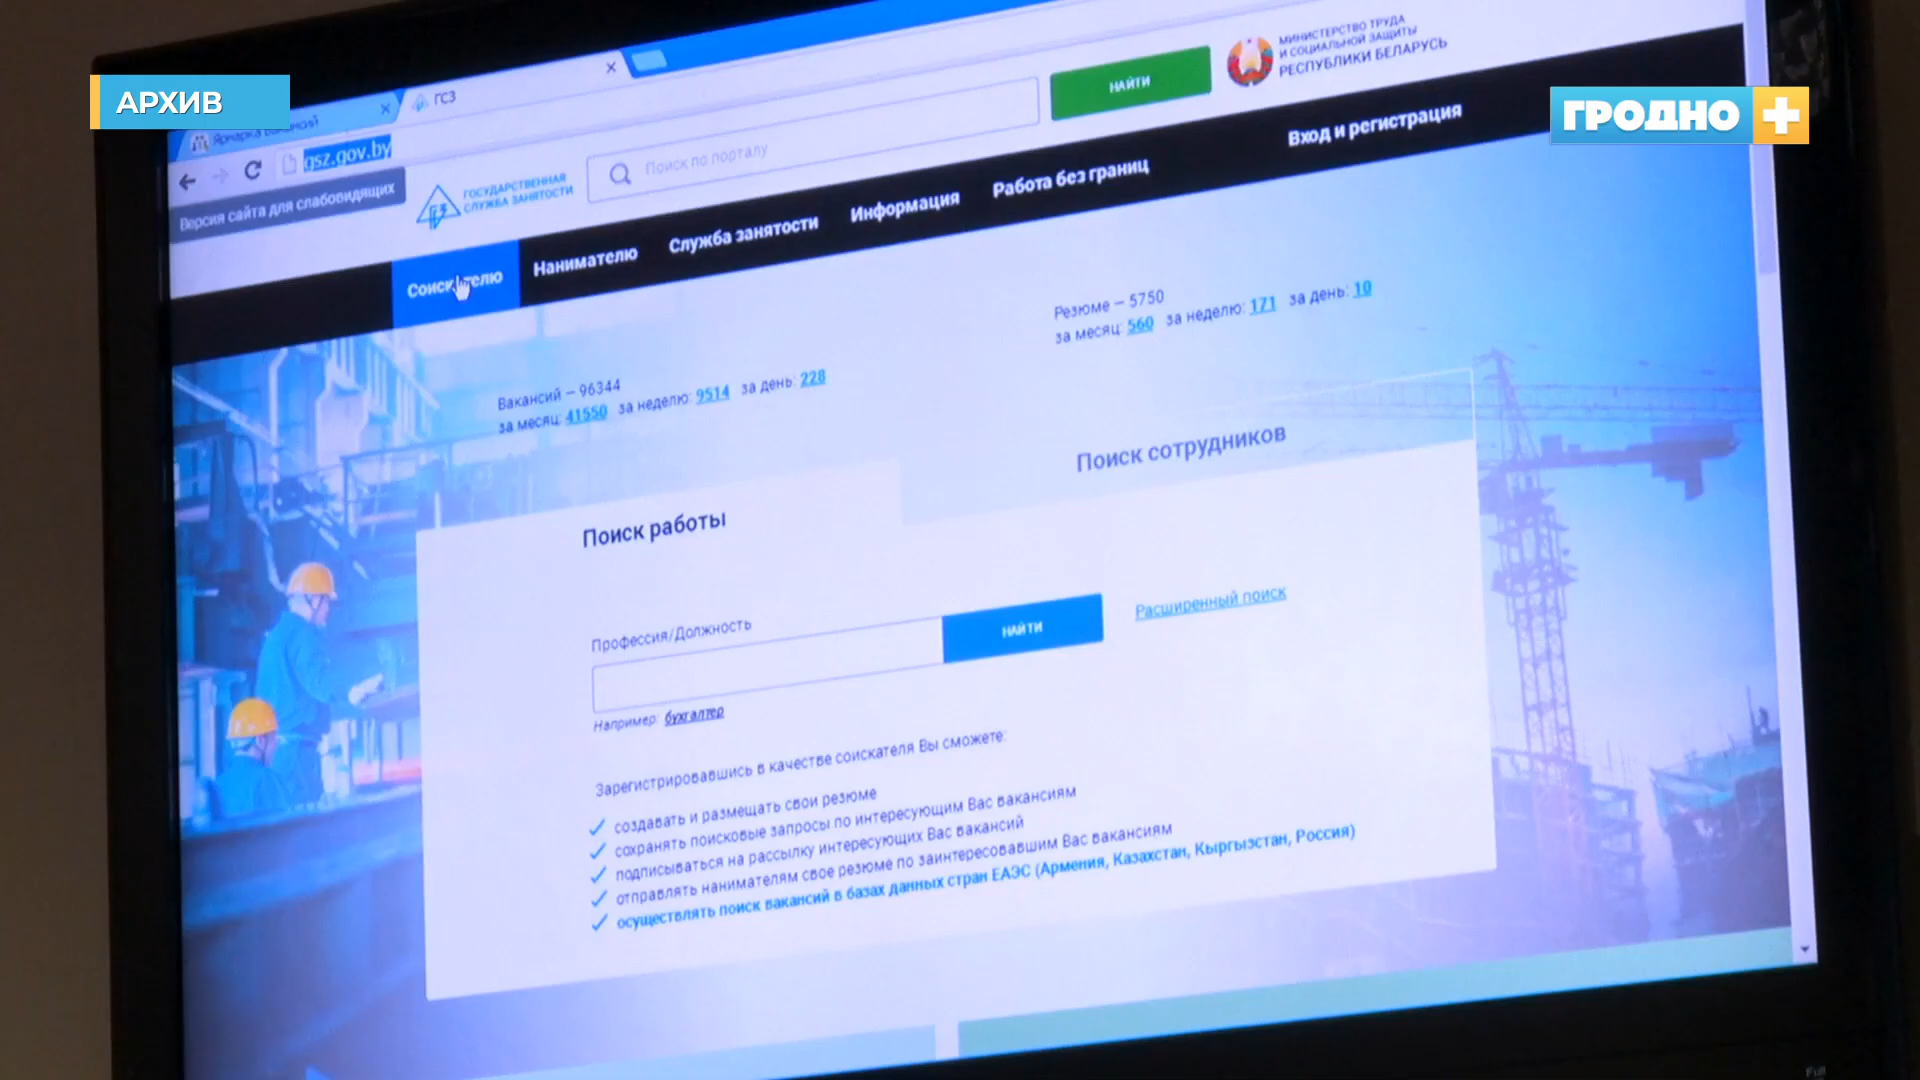 АРХИВ
ГРОДНО +
ГСЗ
gsz.gov.by
Версия сайта для слабовидящих
ГОСУДАРСТВЕННАЯ
СЛУЖБА ЗАНЯТОСТИ
Поиск по порталу
НАЙТИ
МИНИСТЕРСТВО ТРУДА
И СОЦИАЛЬНОЙ ЗАЩИТЫ
РЕСПУБЛИКИ БЕЛАРУСЬ
Нанимателю
Служба занятости
Информация
Работа без границ
Вход и регистрация
Вакансий – 96344
за месяц: 41550 за неделю: 9514 за день: 228
Резюме – 5750
за месяц: 560 за неделю: 171 за день: 10
Поиск работы
Поиск сотрудников
Профессия/Должность
НАЙТИ
Расширенный поиск
Например: бухгалтер
Зарегистрировавшись в качестве соискателя Вы сможете:
создавать и размещать свои резюме
сохранять поисковые запросы по интересующим Вас вакансиям
подписываться на рассылку интересующих Вас вакансий
отправлять нанимателям свое резюме по заинтересовавшим Вас вакансиям
осуществлять поиск вакансий в базах данных стран ЕАЭС (Армения, Казахстан, Кыргызстан, Россия)